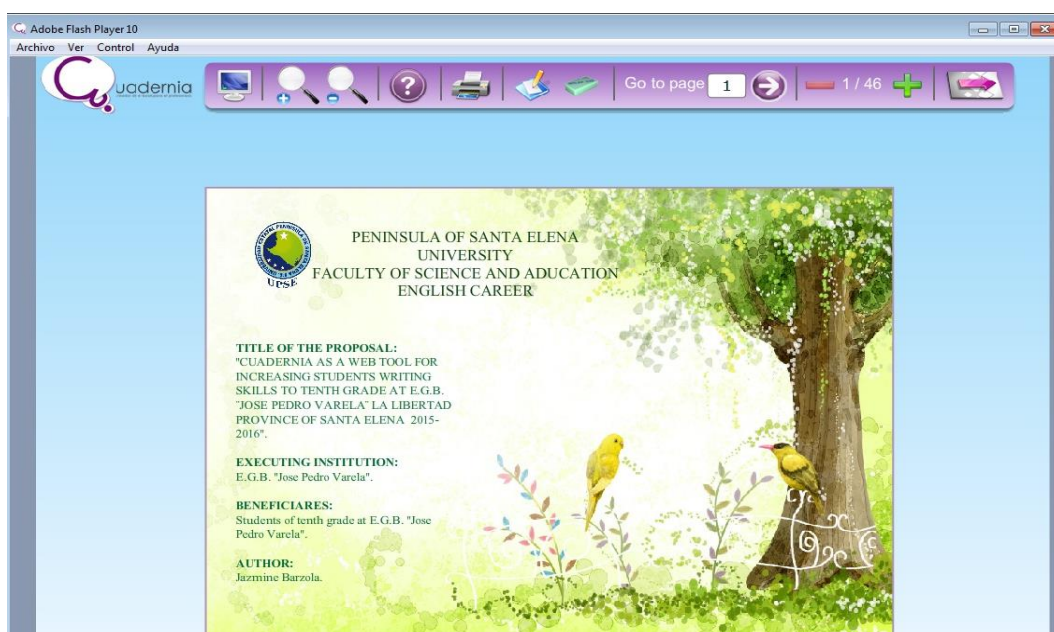 Adobe Flash Player 10
Archivo Ver Control Ayuda
Cuadernia
Go to page 1
1 / 46
PENINSULA OF SANTA ELENA
UNIVERSITY
FACULTY OF SCIENCE AND ADUCATION
ENGLISH CAREER
UPSE
TITLE OF THE PROPOSAL:
"CUADERNIA AS A WEB TOOL FOR
INCREASING STUDENTS WRITING
SKILLS TO TENTH GRADE AT E.G.B.
¨JOSE PEDRO VARELA¨ LA LIBERTAD
PROVINCE OF SANTA ELENA 2015-
2016".
EXECUTING INSTITUTION:
E.G.B. "Jose Pedro Varela".
BENEFICIARES:
Students of tenth grade at E.G.B. "Jose
Pedro Varela".
AUTHOR:
Jazmine Barzola.